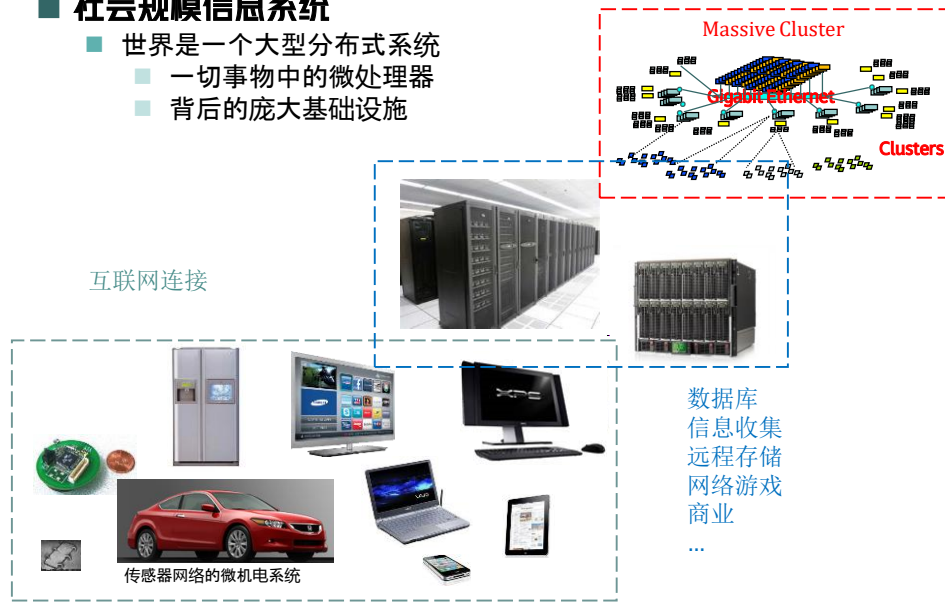 社会规模信息系统
世界是一个大型分布式系统
一切事物中的微处理器
背后的庞大基础设施
Massive Cluster
Gigabit Ethernet
Clusters
互联网连接
数据库
信息收集
远程存储
网络游戏
商业
...
XPS
VAIO
传感器网络的微机电系统